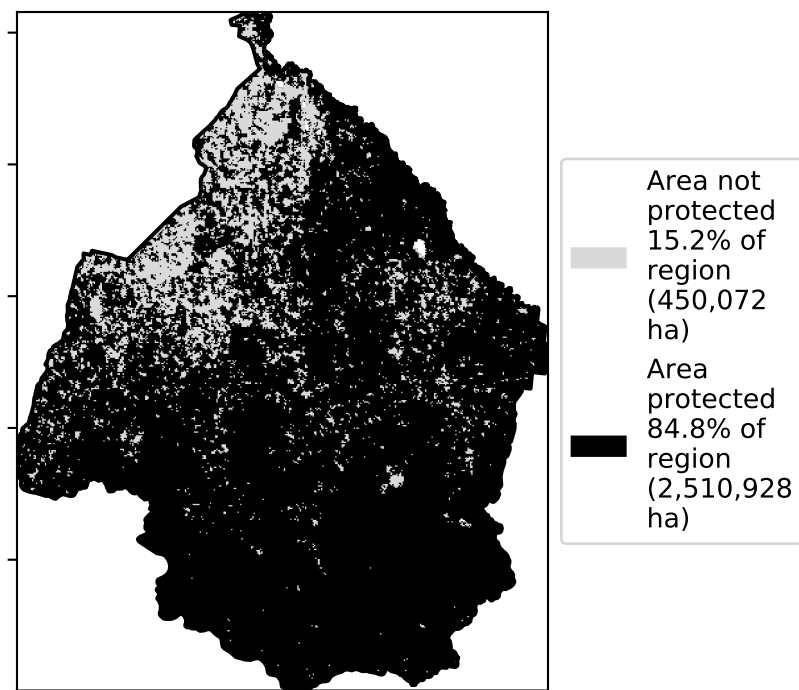 Area not
protected
15.2% of
region
(450,072
ha)
Area
protected
84.8% of
region
(2,510,928
ha)